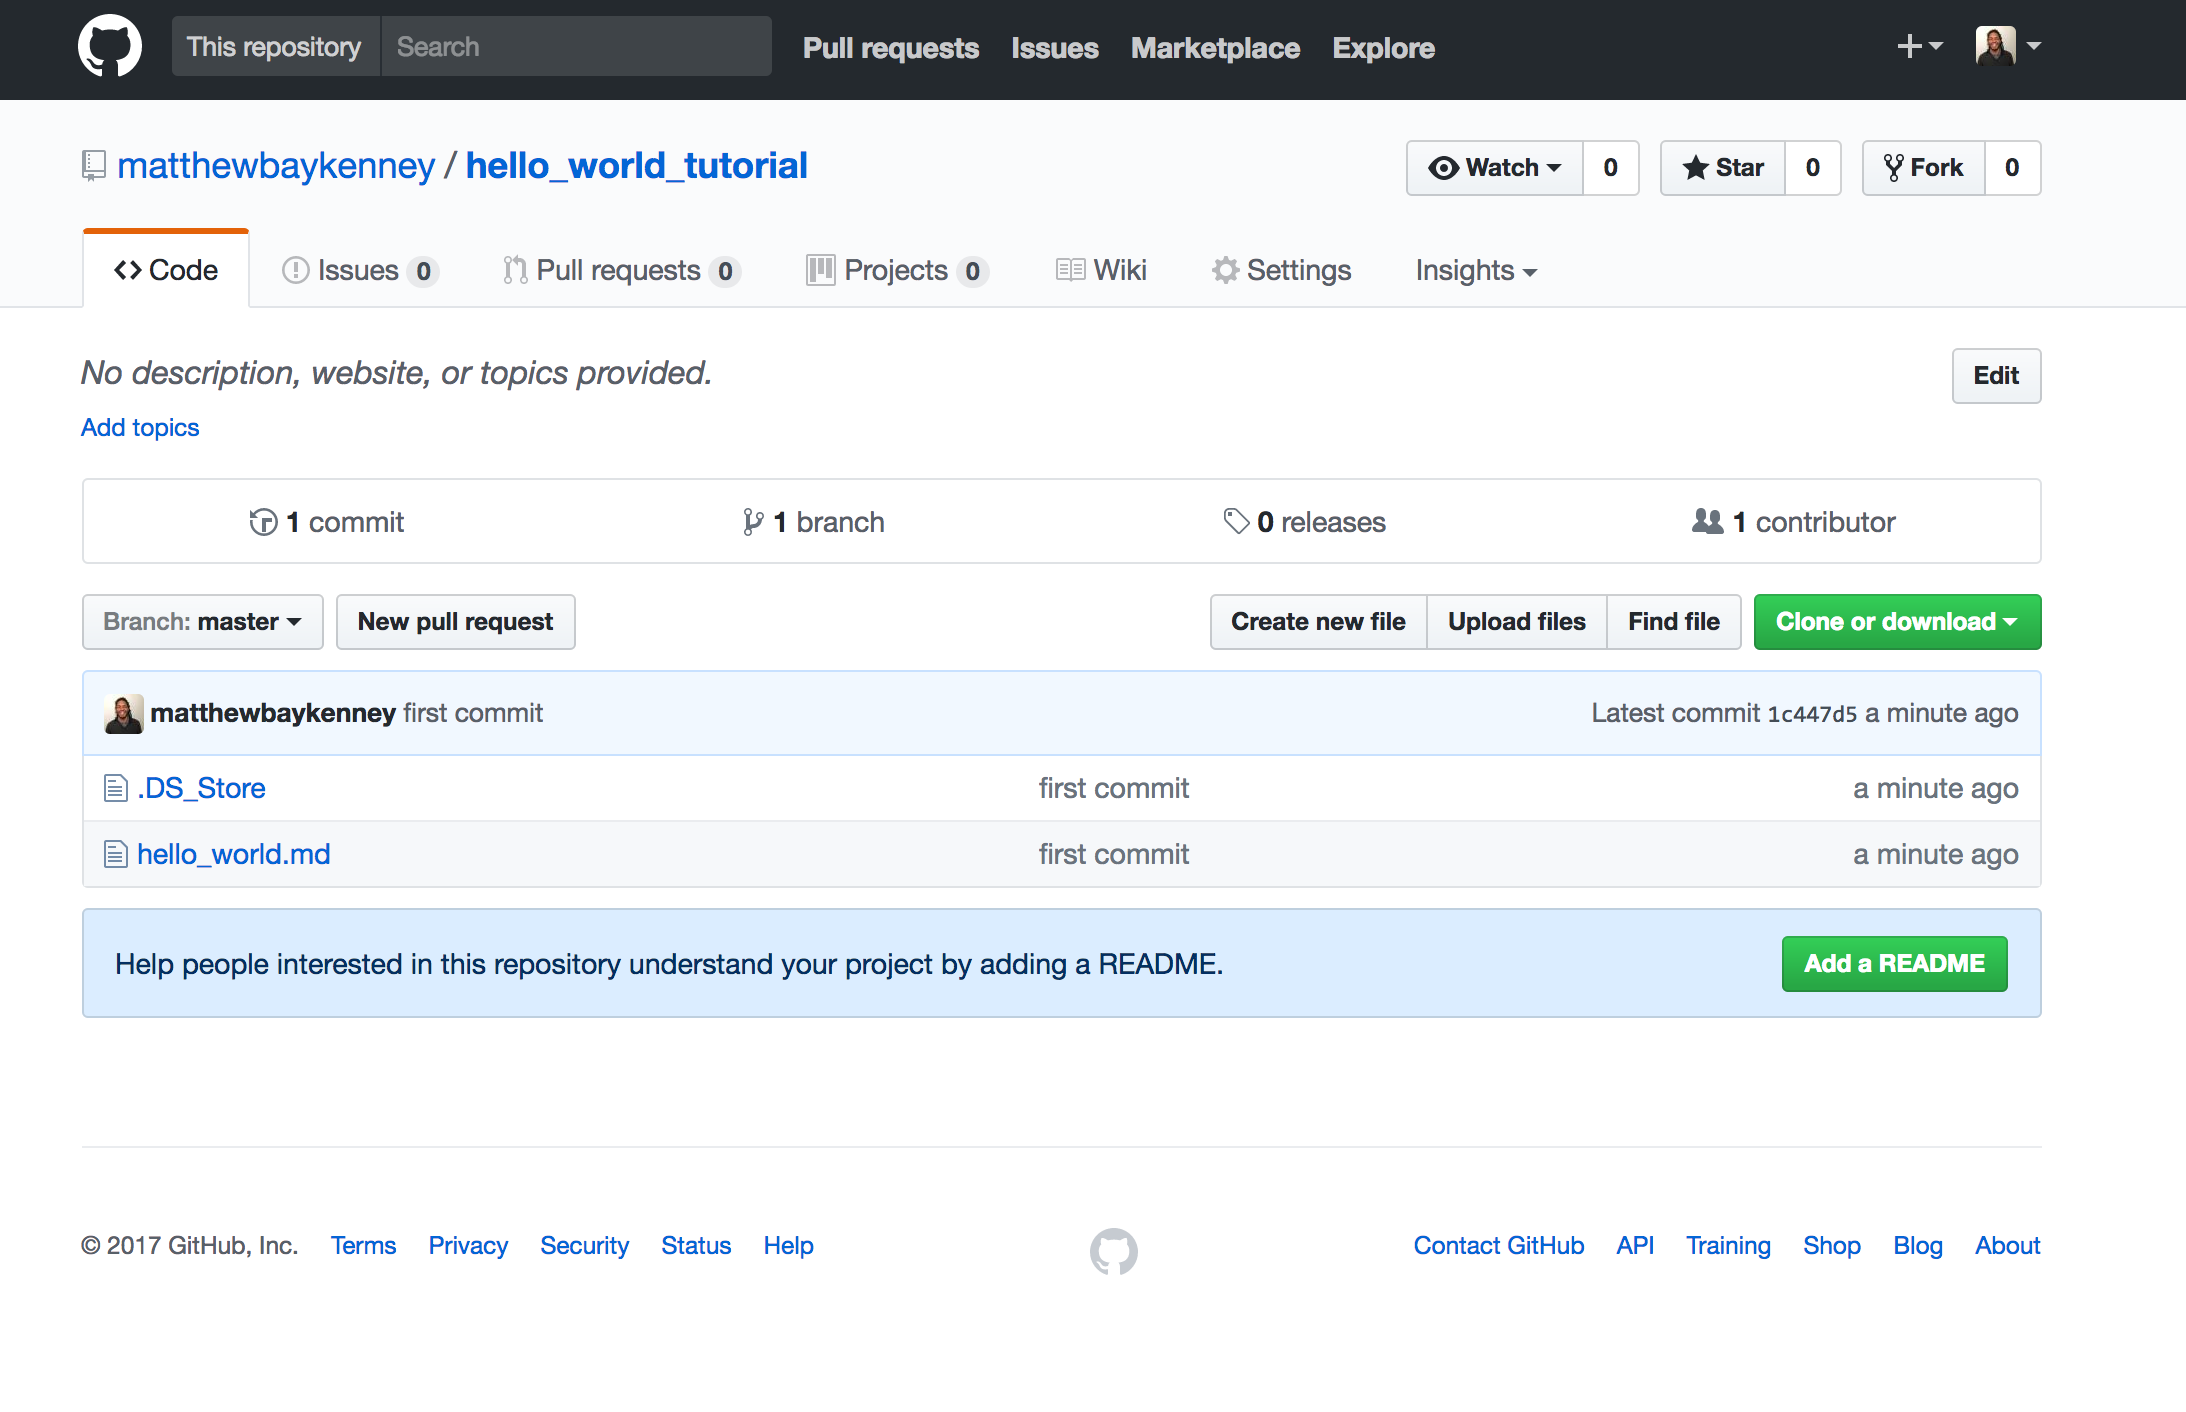 This repository Search Pull requests Issues Marketplace Explore
matthewbaykenney / hello_world_tutorial Watch 0 Star 0 Fork 0
Code Issues 0 Pull requests 0 Projects 0 Wiki Settings Insights
No description, website, or topics provided. Edit
Add topics
1 commit 1 branch 0 releases 1 contributor
Branch: master New pull request Create new file Upload files Find file Clone or download
matthewbaykenney first commit Latest commit 1c447d5 a minute ago
.DS_Store first commit a minute ago
hello_world.md first commit a minute ago
Help people interested in this repository understand your project by adding a README. Add a README
© 2017 GitHub, Inc. Terms Privacy Security Status Help Contact GitHub API Training Shop Blog About